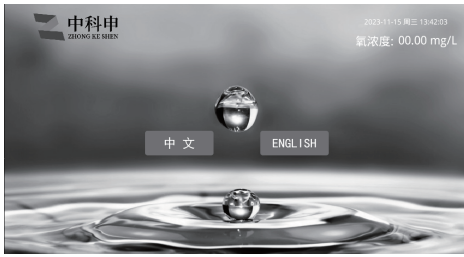 中科申
ZHONG KE SHEN
2023-11-15 周三 13:42:03
氧浓度: 00.00 mg/L
中 文
ENGLISH